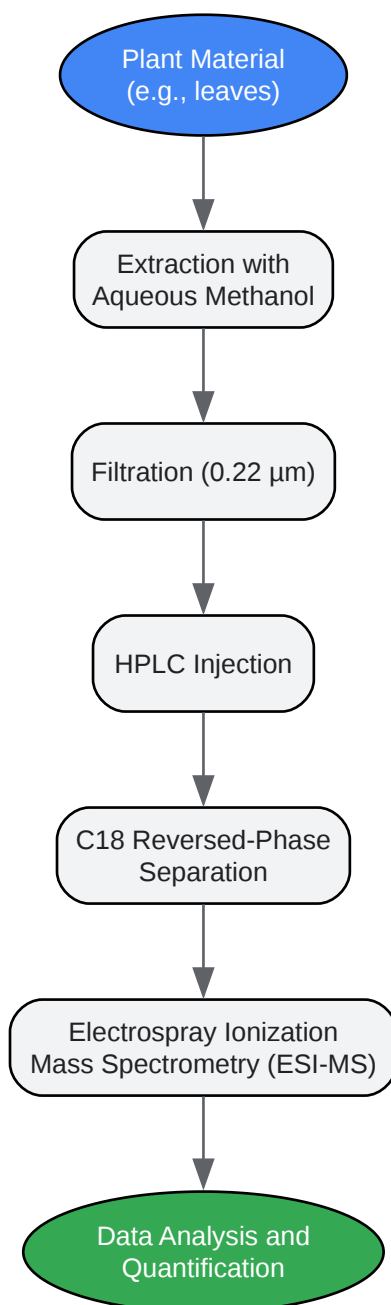 Plant Material
(e.g., leaves)
Extraction with
Aqueous Methanol
Filtration (0.22 µm)
HPLC Injection
C18 Reversed-Phase
Separation
Electrospray Ionization
Mass Spectrometry (ESI-MS)
Data Analysis and
Quantification